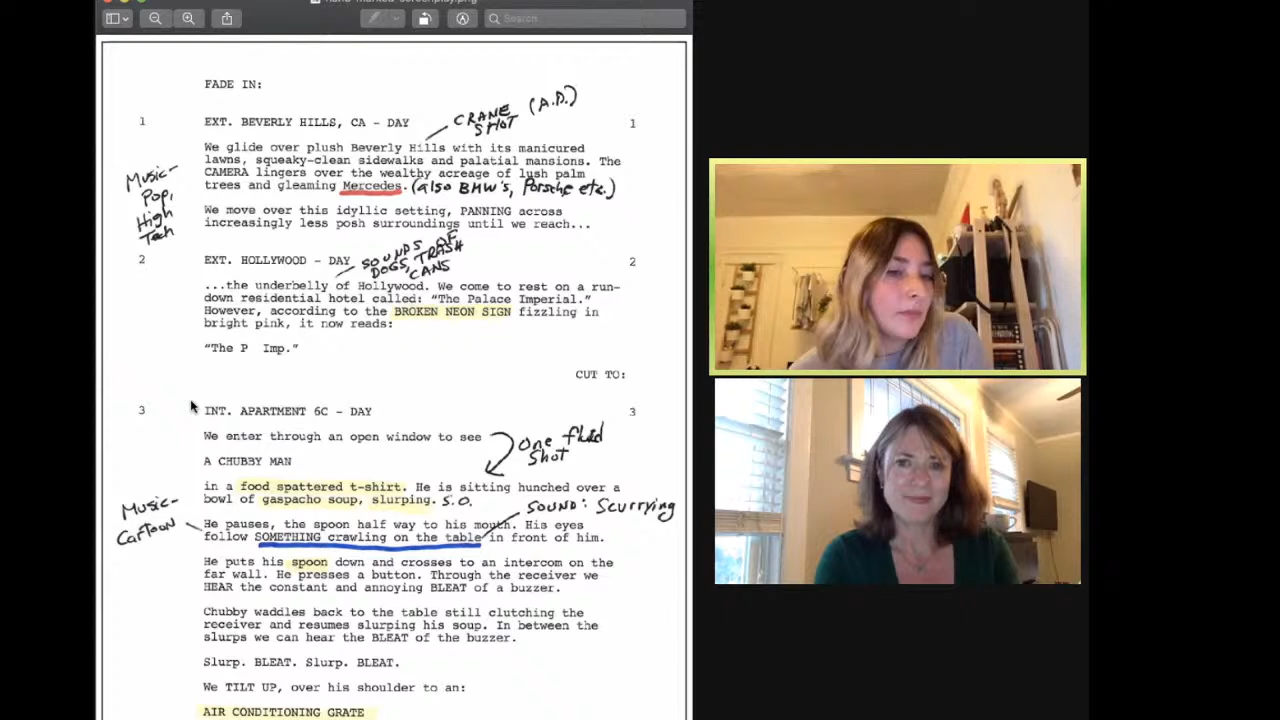 Search
FADE IN:
CRANE SHOT (A.D.)
1 EXT. BEVERLY HILLS, CA - DAY 1
We glide over plush Beverly Hills with its manicured
lawns, squeaky-clean sidewalks and palatial mansions. The
CAMERA lingers over the wealthy acreage of lush palm
trees and gleaming Mercedes. (also BMW's, Porsche etc.)
Music-
Pop,
High
Tech
We move over this idyllic setting, PANNING across
increasingly less posh surroundings until we reach...
SOUNDS OF
DOGS, TRASH
CANS
2 EXT. HOLLYWOOD - DAY 2
...the underbelly of Hollywood. We come to rest on a run-
down residential hotel called: “The Palace Imperial.”
However, according to the BROKEN NEON SIGN fizzling in
bright pink, it now reads:
“The P Imp.”
CUT TO:
3 INT. APARTMENT 6C - DAY 3
We enter through an open window to see
One fluid
Shot
A CHUBBY MAN
in a food spattered t-shirt. He is sitting hunched over a
bowl of gaspacho soup, slurping. S.O.
Music-
Cartoon
SOUND: Scurrying
He pauses, the spoon half way to his mouth. His eyes
follow SOMETHING crawling on the table in front of him.
He puts his spoon down and crosses to an intercom on the
far wall. He presses a button. Through the receiver we
HEAR the constant and annoying BLEAT of a buzzer.
Chubby waddles back to the table still clutching the
receiver and resumes slurping his soup. In between the
slurps we can hear the BLEAT of the buzzer.
Slurp. BLEAT. Slurp. BLEAT.
We TILT UP, over his shoulder to an:
AIR CONDITIONING GRATE